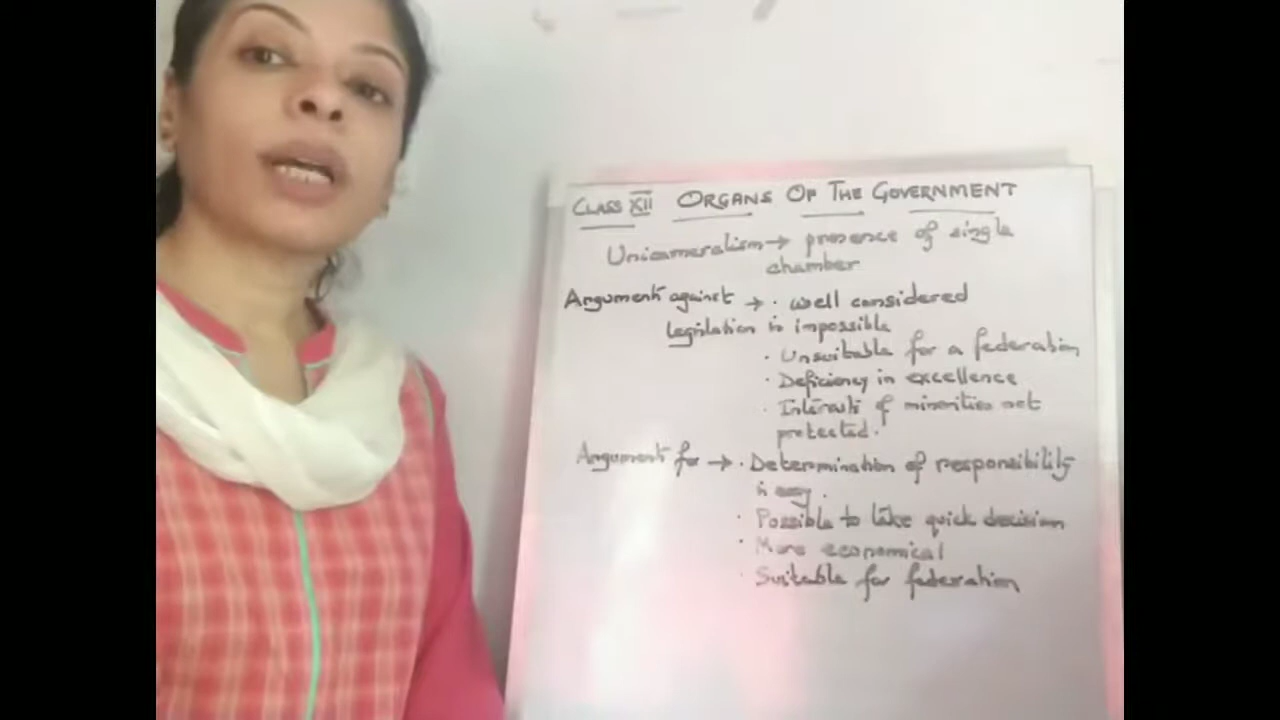 CLASS XII ORGANS OF THE GOVERNMENT
Unicameralism → presence of single
chamber
Argument against → · well considered
legislation is impossible
· Unsuitable for a federation
· Deficiency in excellence
· Interests of minorities not
protected.
Argument for → · Determination of responsibility
is easy.
· Possible to take quick decision
· More economical
· Suitable for federation